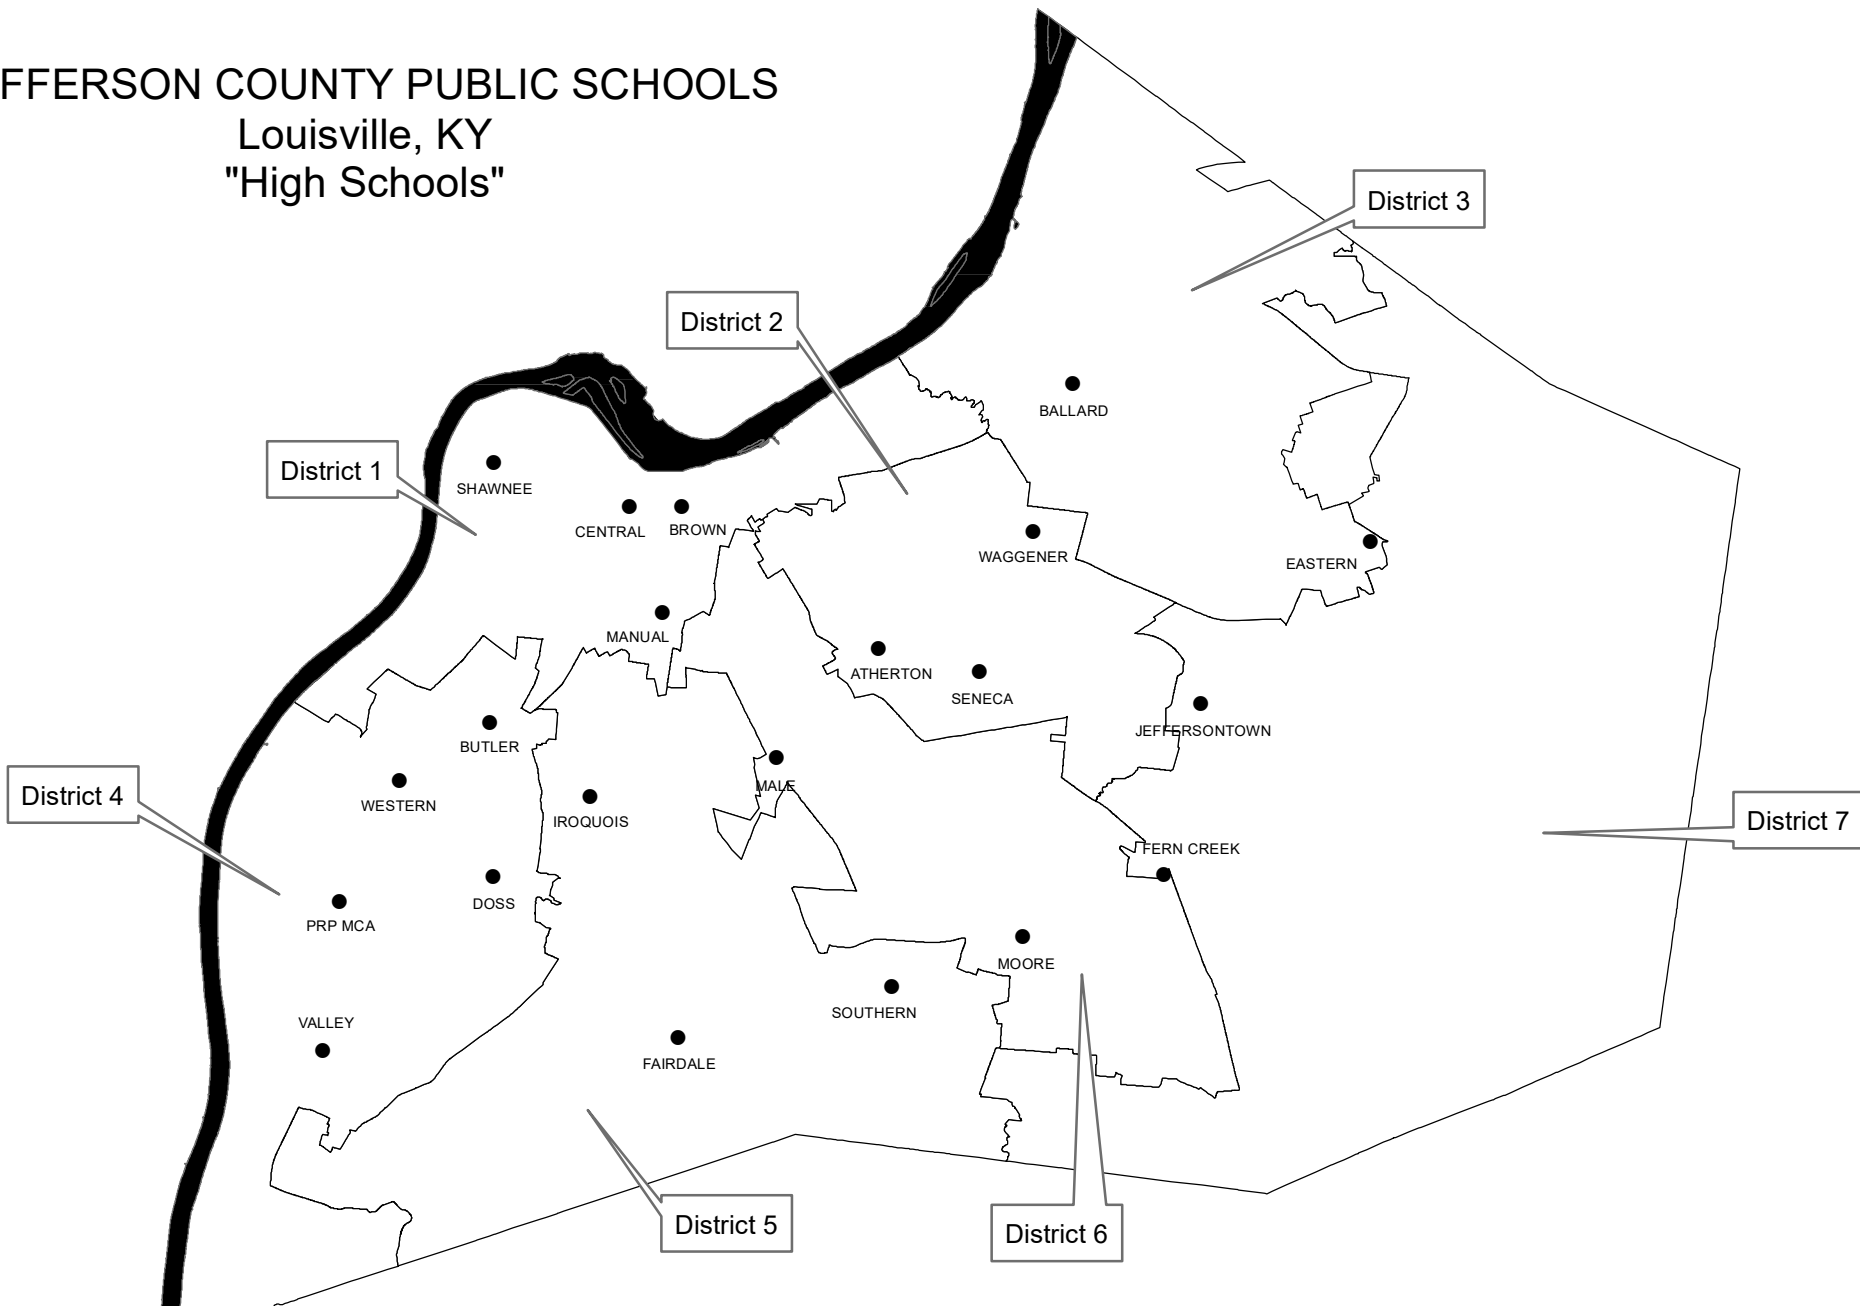 FFERSON COUNTY PUBLIC SCHOOLS
Louisville, KY
"High Schools"
District 3
District 2
BALLARD
District 1
SHAWNEE
CENTRAL
BROWN
WAGGENER
EASTERN
MANUAL
ATHERTON
SENECA
JEFFERSONTOWN
BUTLER
MALE
WESTERN
IROQUOIS
District 4
District 7
FERN CREEK
DOSS
PRP MCA
MOORE
SOUTHERN
VALLEY
FAIRDALE
District 5
District 6